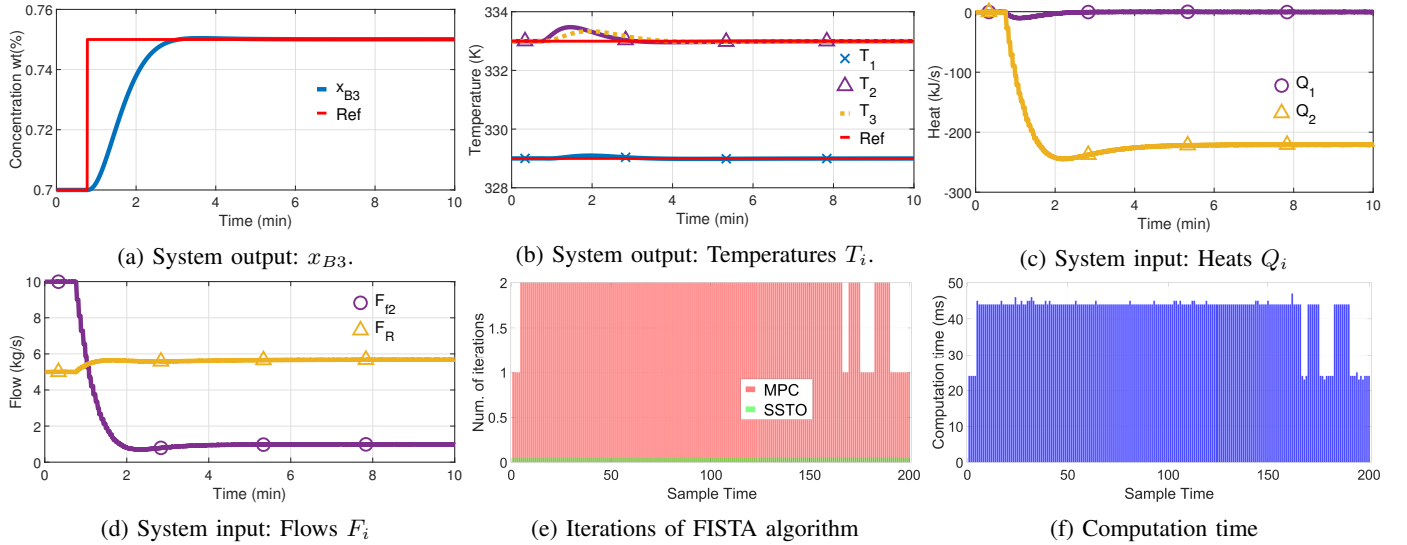 0.76
0.74
0.72
0.7
Concentration wt(%)
x_B3
Ref
0 2 4 6 8 10
Time (min)
(a) System output: x_{B3}.
334
333
330
329
328
Temperature (K)
T_1
T_2
T_3
Ref
0 2 4 6 8 10
Time (min)
(b) System output: Temperatures T_i.
0
-100
-200
-300
Heat (kJ/s)
Q_1
Q_2
0 2 4 6 8 10
Time (min)
(c) System input: Heats Q_i
10
8
6
4
2
0
Flow (kg/s)
F_f2
F_R
0 2 4 6 8 10
Time (min)
(d) System input: Flows F_i
2
1.5
1
0.5
0
Num. of iterations
MPC
SSTO
0 50 100 150 200
Sample Time
(e) Iterations of FISTA algorithm
50
40
30
20
10
0
Computation time (ms)
0 50 100 150 200
Sample Time
(f) Computation time